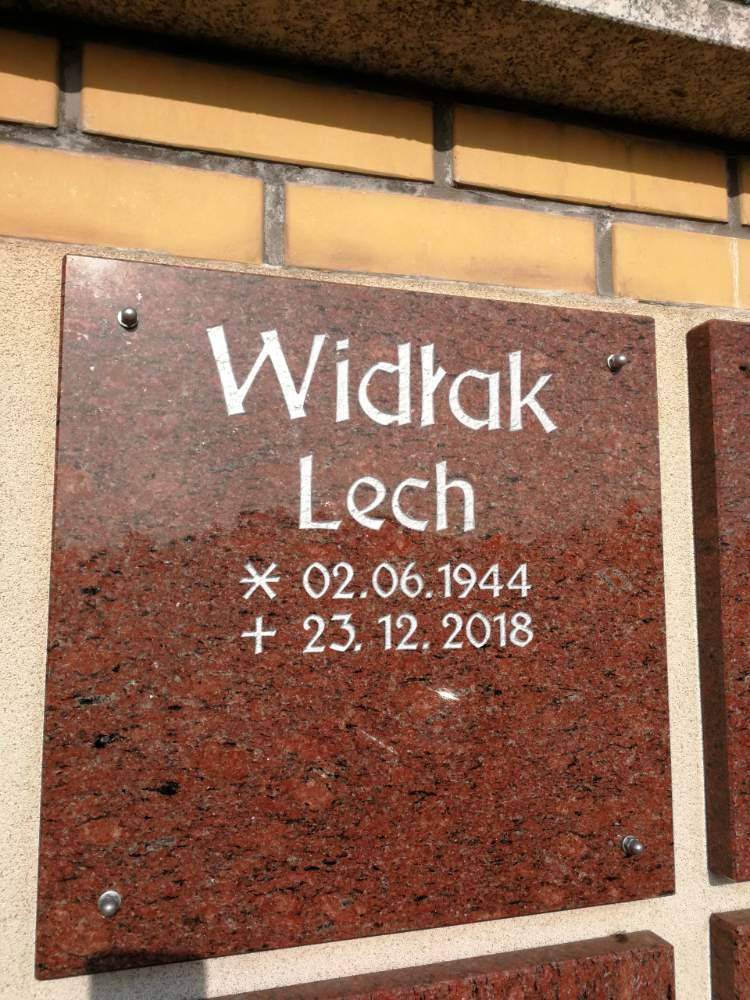 Widłak
Lech
* 02.06.1944
+ 23.12.2018